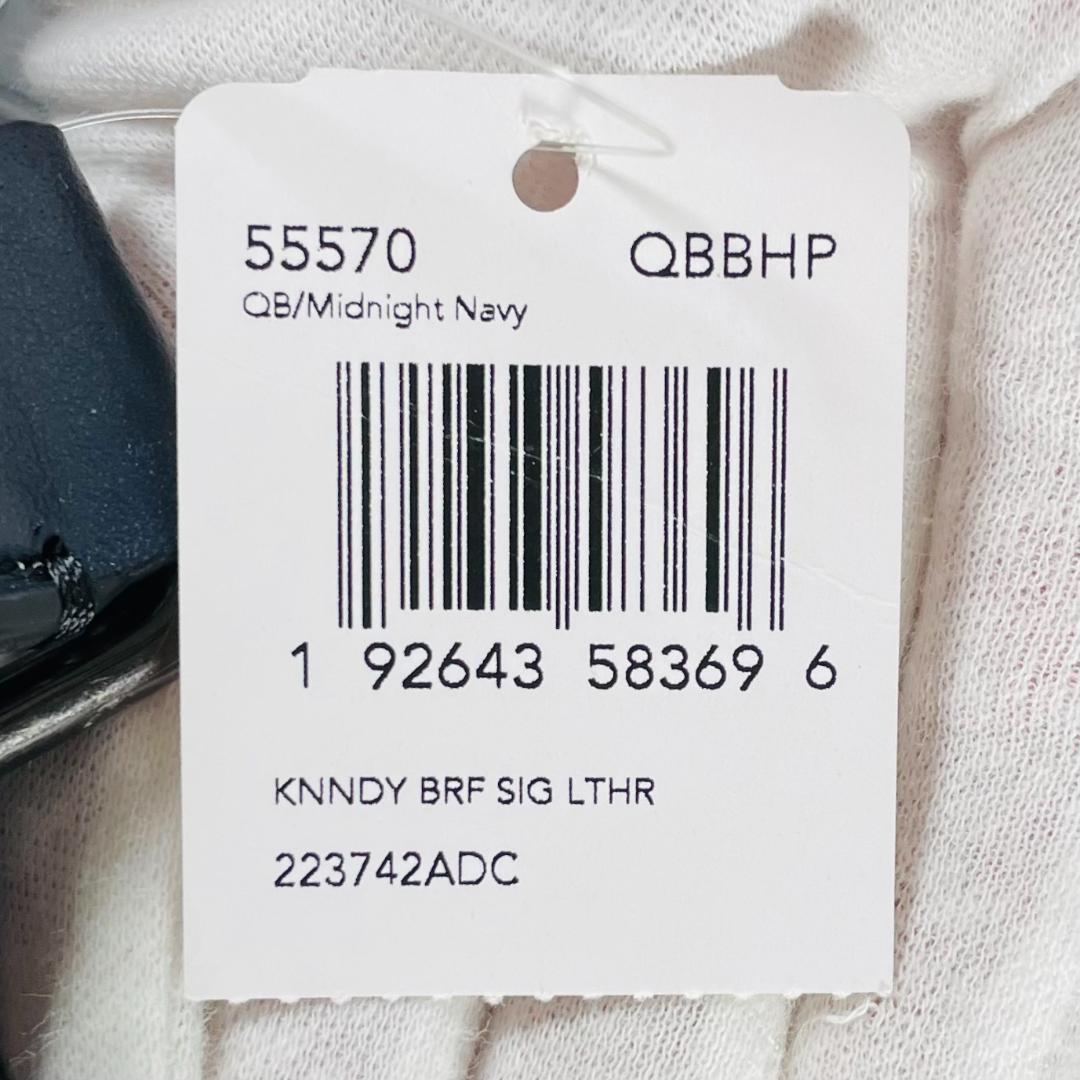 55570 QBBHP
QB/Midnight Navy
1 92643 58369 6
KNNDY BRF SIG LTHR
223742ADC